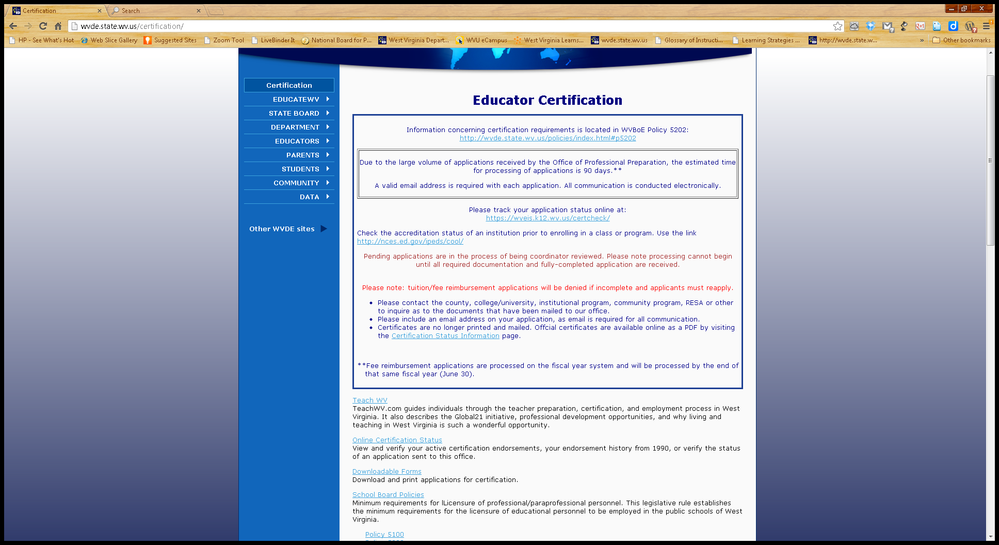 Certification
Search
wvde.state.wv.us/certification/
HP - See What's Hot
Web Slice Gallery
Suggested Sites
Zoom Tool
LiveBinder It
National Board for P...
West Virginia Depart...
WVU eCampus
West Virginia Learns...
wvde.state.wv.us
Glossary of Instructi...
Learning Strategies ...
http://wvde.state.w...
»
Other bookmarks
Certification
EDUCATEWV
STATE BOARD
DEPARTMENT
EDUCATORS
PARENTS
STUDENTS
COMMUNITY
DATA
Other WVDE sites
Educator Certification
Information concerning certification requirements is located in WVBoE Policy 5202:
http://wvde.state.wv.us/policies/index.html#p5202
Due to the large volume of applications received by the Office of Professional Preparation, the estimated time
for processing of applications is 90 days.**
A valid email address is required with each application. All communication is conducted electronically.
Please track your application status online at:
https://wveis.k12.wv.us/certcheck/
Check the accreditation status of an institution prior to enrolling in a class or program. Use the link
http://nces.ed.gov/ipeds/cool/
Pending applications are in the process of being coordinator reviewed. Please note processing cannot begin
until all required documentation and fully-completed application are received.
Please note: tuition/fee reimbursement applications will be denied if incomplete and applicants must reapply.
• Please contact the county, college/university, institutional program, community program, RESA or other
to inquire as to the documents that have been mailed to our office.
• Please include an email address on your application, as email is required for all communication.
• Certificates are no longer printed and mailed. Offcial certificates are available online as a PDF by visiting
the Certification Status Information page.
**Fee reimbursement applications are processed on the fiscal year system and will be processed by the end of
that same fiscal year (June 30).
Teach WV
TeachWV.com guides individuals through the teacher preparation, certification, and employment process in West
Virginia. It also describes the Global21 initiative, professional development opportunities, and why living and
teaching in West Virginia is such a wonderful opportunity.
Online Certification Status
View and verify your active certification endorsements, your endorsement history from 1990, or verify the status
of an application sent to this office.
Downloadable Forms
Download and print applications for certification.
School Board Policies
Minimum requirements for lLicensure of professional/paraprofessional personnel. This legislative rule establishes
the minimum requirements for the licensure of educational personnel to be employed in the public schools of West
Virginia.
Policy 5100